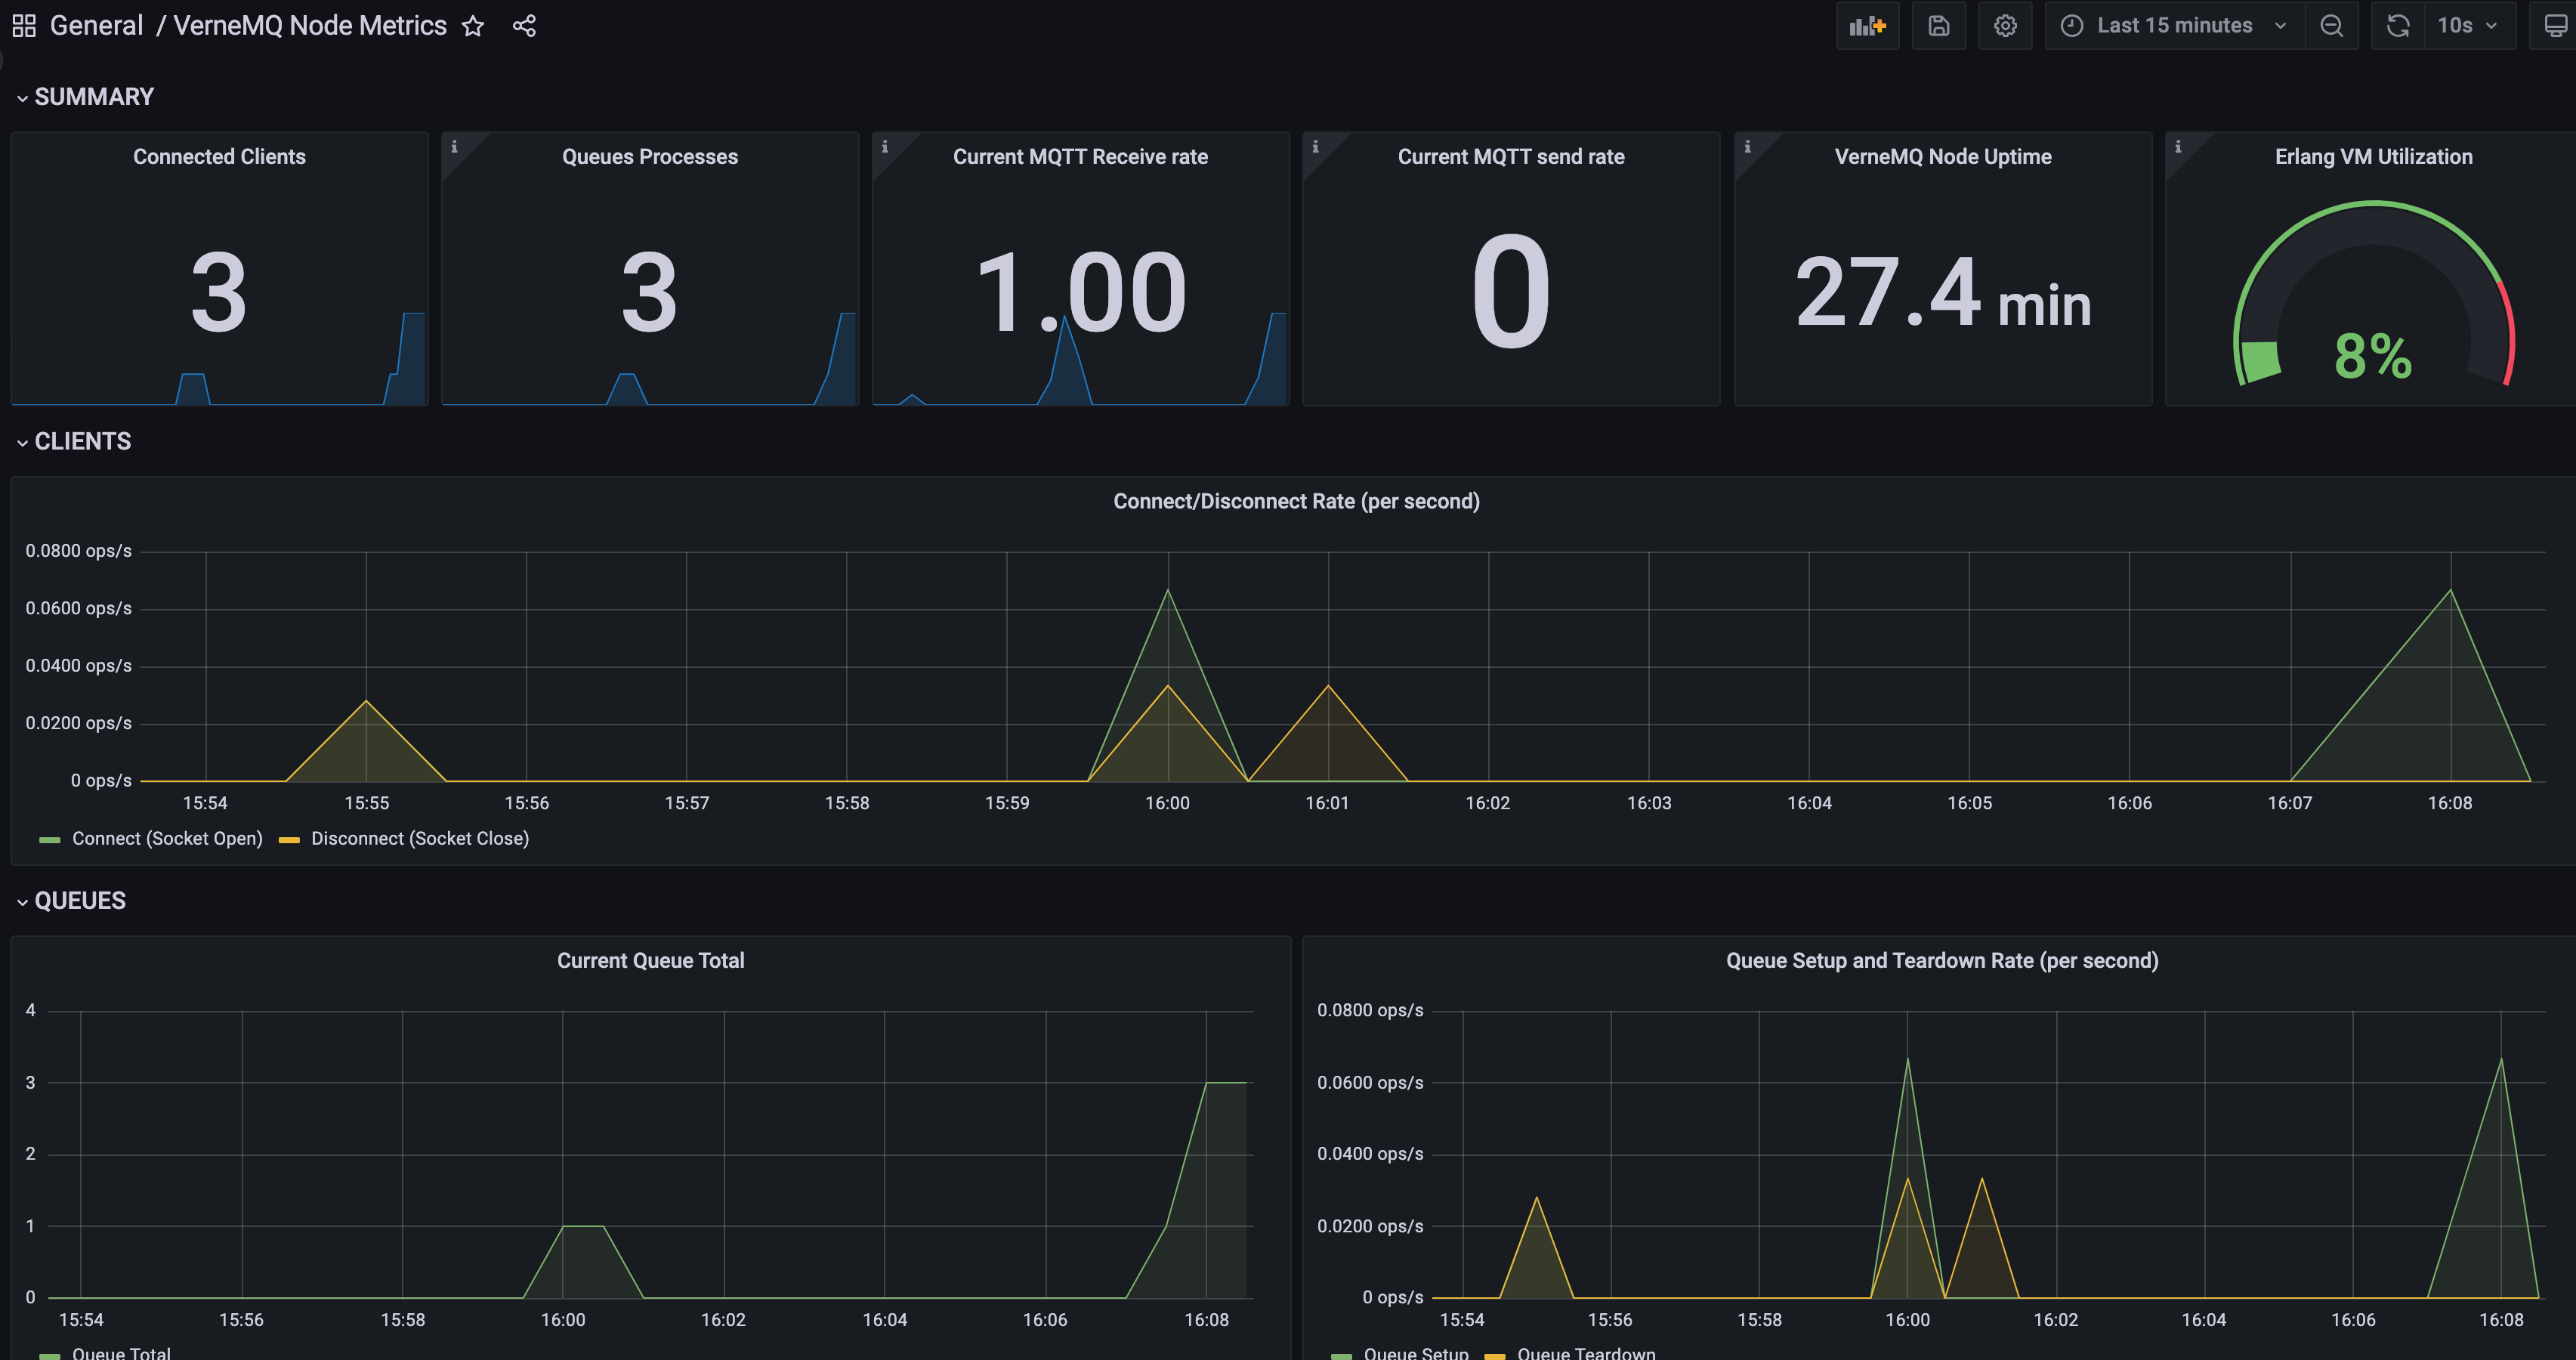 General / VerneMQ Node Metrics
Last 15 minutes
10s
SUMMARY
Connected Clients
3
i
Queues Processes
3
i
Current MQTT Receive rate
1.00
i
Current MQTT send rate
0
i
VerneMQ Node Uptime
27.4 min
i
Erlang VM Utilization
8%
CLIENTS
Connect/Disconnect Rate (per second)
0.0800 ops/s
0.0600 ops/s
0.0400 ops/s
0.0200 ops/s
0 ops/s
15:54 15:55 15:56 15:57 15:58 15:59 16:00 16:01 16:02 16:03 16:04 16:05 16:06 16:07 16:08
Connect (Socket Open) Disconnect (Socket Close)
QUEUES
Current Queue Total
4
3
2
1
0
15:54 15:56 15:58 16:00 16:02 16:04 16:06 16:08
Queue Total
Queue Setup and Teardown Rate (per second)
0.0800 ops/s
0.0600 ops/s
0.0400 ops/s
0.0200 ops/s
0 ops/s
15:54 15:56 15:58 16:00 16:02 16:04 16:06 16:08
Queue Setup Queue Teardown